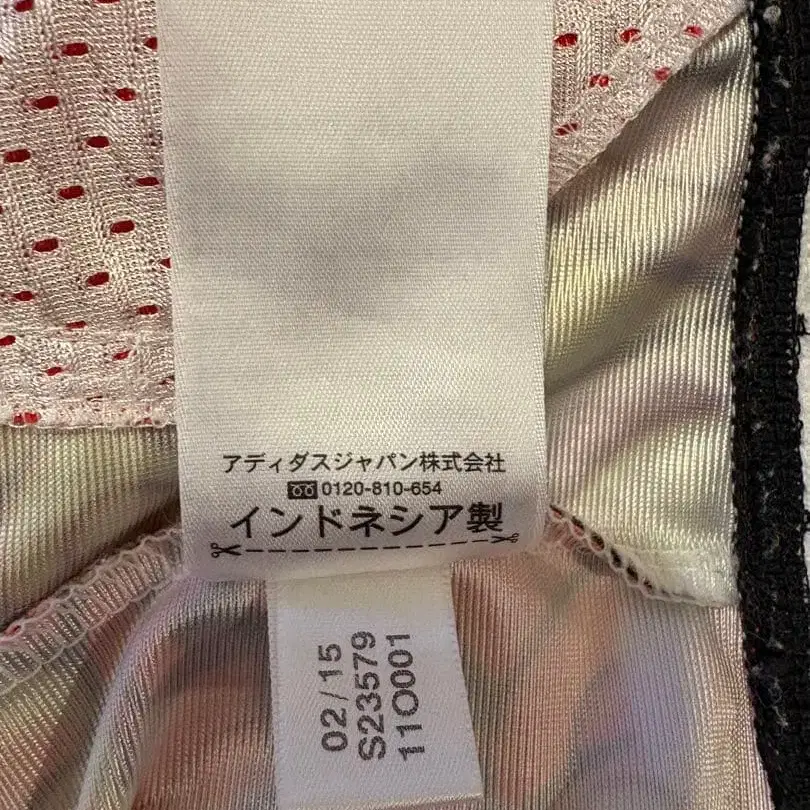 アディダスジャパン株式会社
0120-810-654
インドネシア製
02/15
S23579
11O001